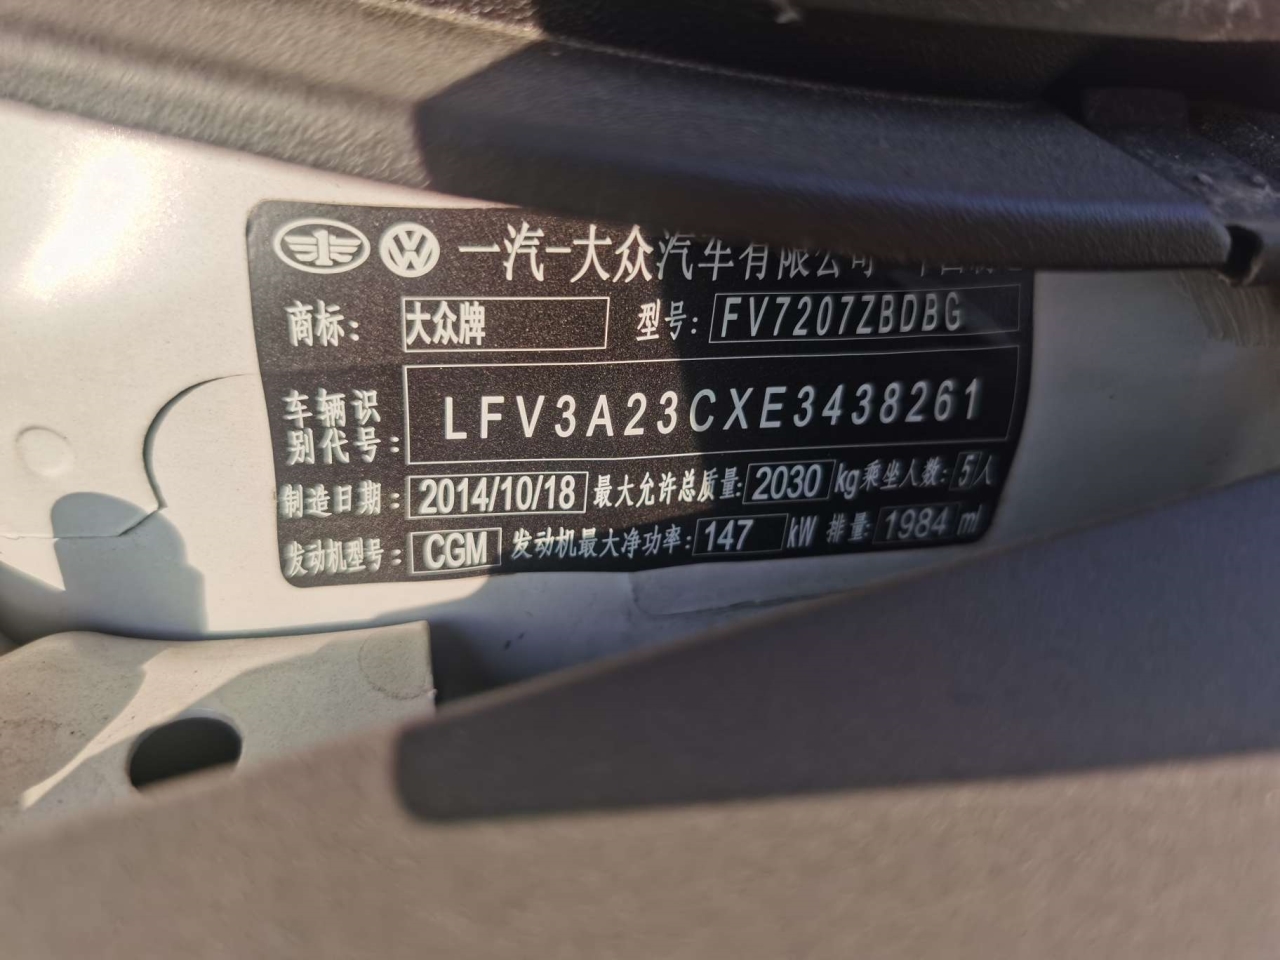 一汽-大众汽车有限公司
商标: 大众牌 型号: FV7207ZBDBG
车辆识别代号: LFV3A23CXE3438261
制造日期: 2014/10/18 最大允许总质量: 2030 kg 乘坐人数: 5人
发动机型号: CGM 发动机最大净功率: 147 kW 排量: 1984 ml